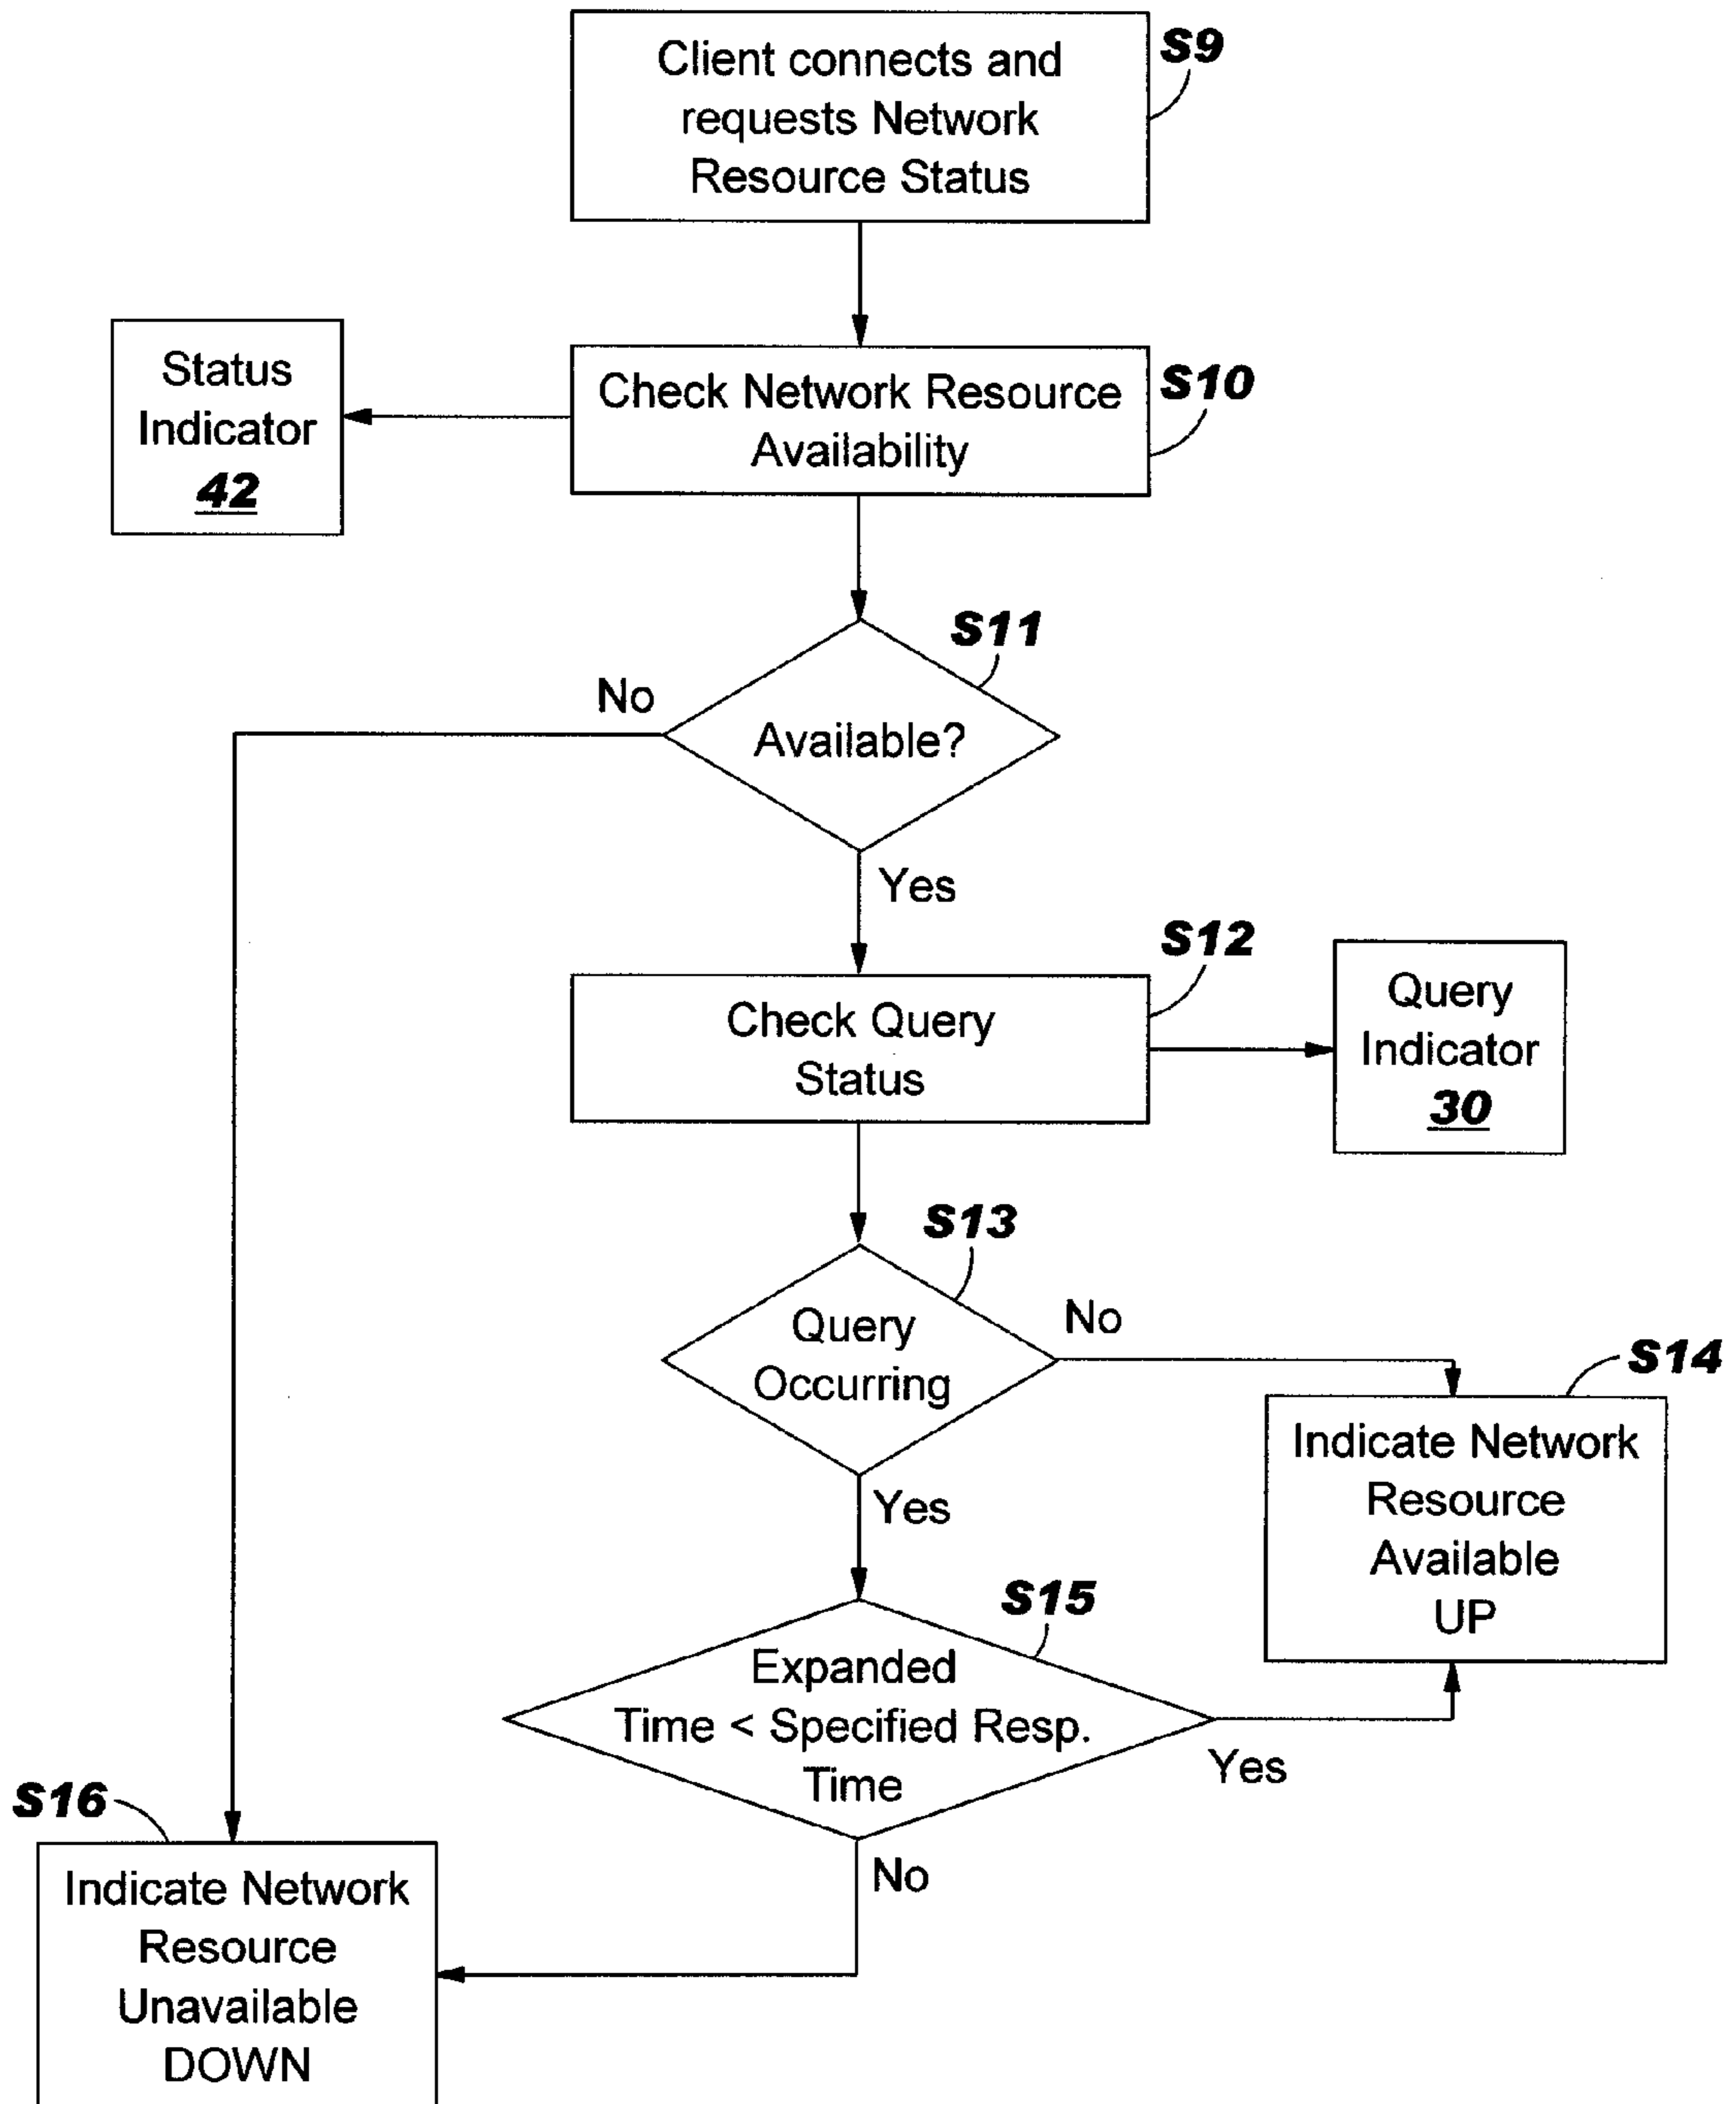 Client connects and
requests Network
Resource Status
S9
Status
Indicator
42
Check Network Resource
Availability
S10
S11
No
Available?
Yes
S12
Check Query
Status
Query
Indicator
30
S13
Query
Occurring
No
S14
Indicate Network
Resource
Available
UP
Yes
S15
Expanded
Time < Specified Resp.
Time
Yes
S16
No
Indicate Network
Resource
Unavailable
DOWN